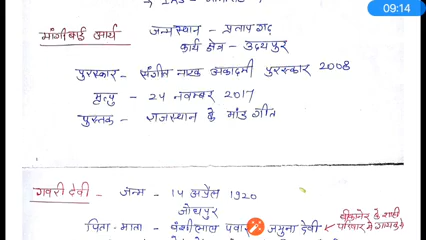 09:14
मांगीबाई आर्य
जन्मस्थान - प्रतापगढ़
कार्य क्षेत्र - उदयपुर
पुरस्कार - संगीत नाटक अकादमी पुरस्कार 2008
मृत्यु - 24 नवम्बर 2017
पुस्तक - राजस्थान के मांड गीत
गवरी देवी - जन्म - 14 अप्रैल 1920
जोधपुर
पिता-माता - बंशीलाल पवार जमुना देवी
बीकानेर के शाही
परिवार में गायक थे